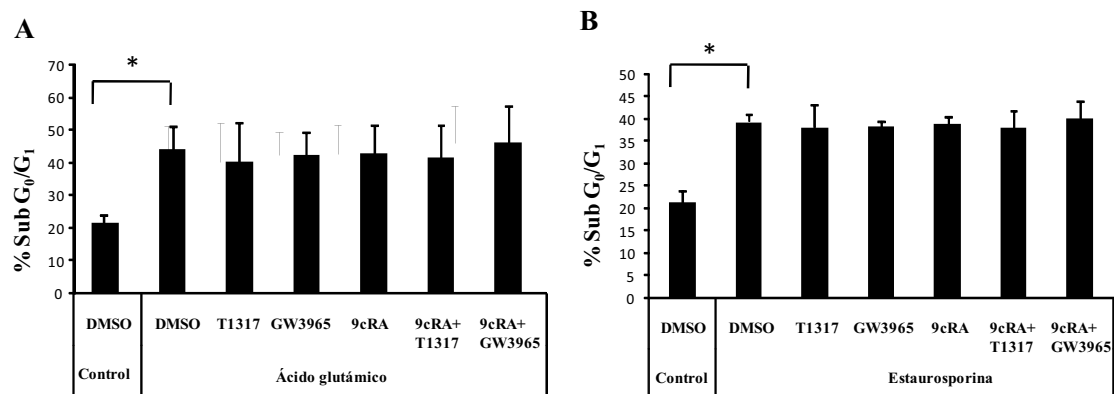 A
*
% Sub G₀/G₁
70
60
50
40
30
20
10
0
DMSO DMSO T1317 GW3965 9cRA 9cRA+ 9cRA+
T1317 GW3965
Control Ácido glutámico
B
*
% Sub G₀/G₁
50
45
40
35
30
25
20
15
10
5
0
DMSO DMSO T1317 GW3965 9cRA 9cRA+ 9cRA+
T1317 GW3965
Control Estaurosporina